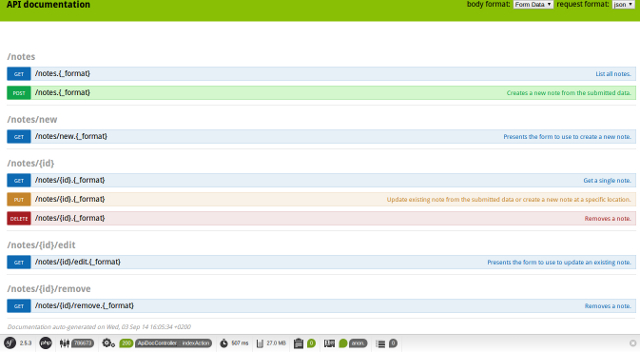 API documentation body format: Form Data request format: json
/notes
GET /notes.{_format} List all notes.
POST /notes.{_format} Creates a new note from the submitted data.
/notes/new
GET /notes/new.{_format} Presents the form to use to create a new note.
/notes/{id}
GET /notes/{id}.{_format} Get a single note.
PUT /notes/{id}.{_format} Update existing note from the submitted data or create a new note at a specific location.
DELETE /notes/{id}.{_format} Removes a note.
/notes/{id}/edit
GET /notes/{id}/edit.{_format} Presents the form to use to update an existing note.
/notes/{id}/remove
GET /notes/{id}/remove.{_format} Removes a note.
Documentation auto-generated on Wed, 03 Sep 14 16:05:34 +0200
sf 2.5.3 php 200 ApiDocController :: indexAction 507 ms 27.0 MB 0 anon. 0